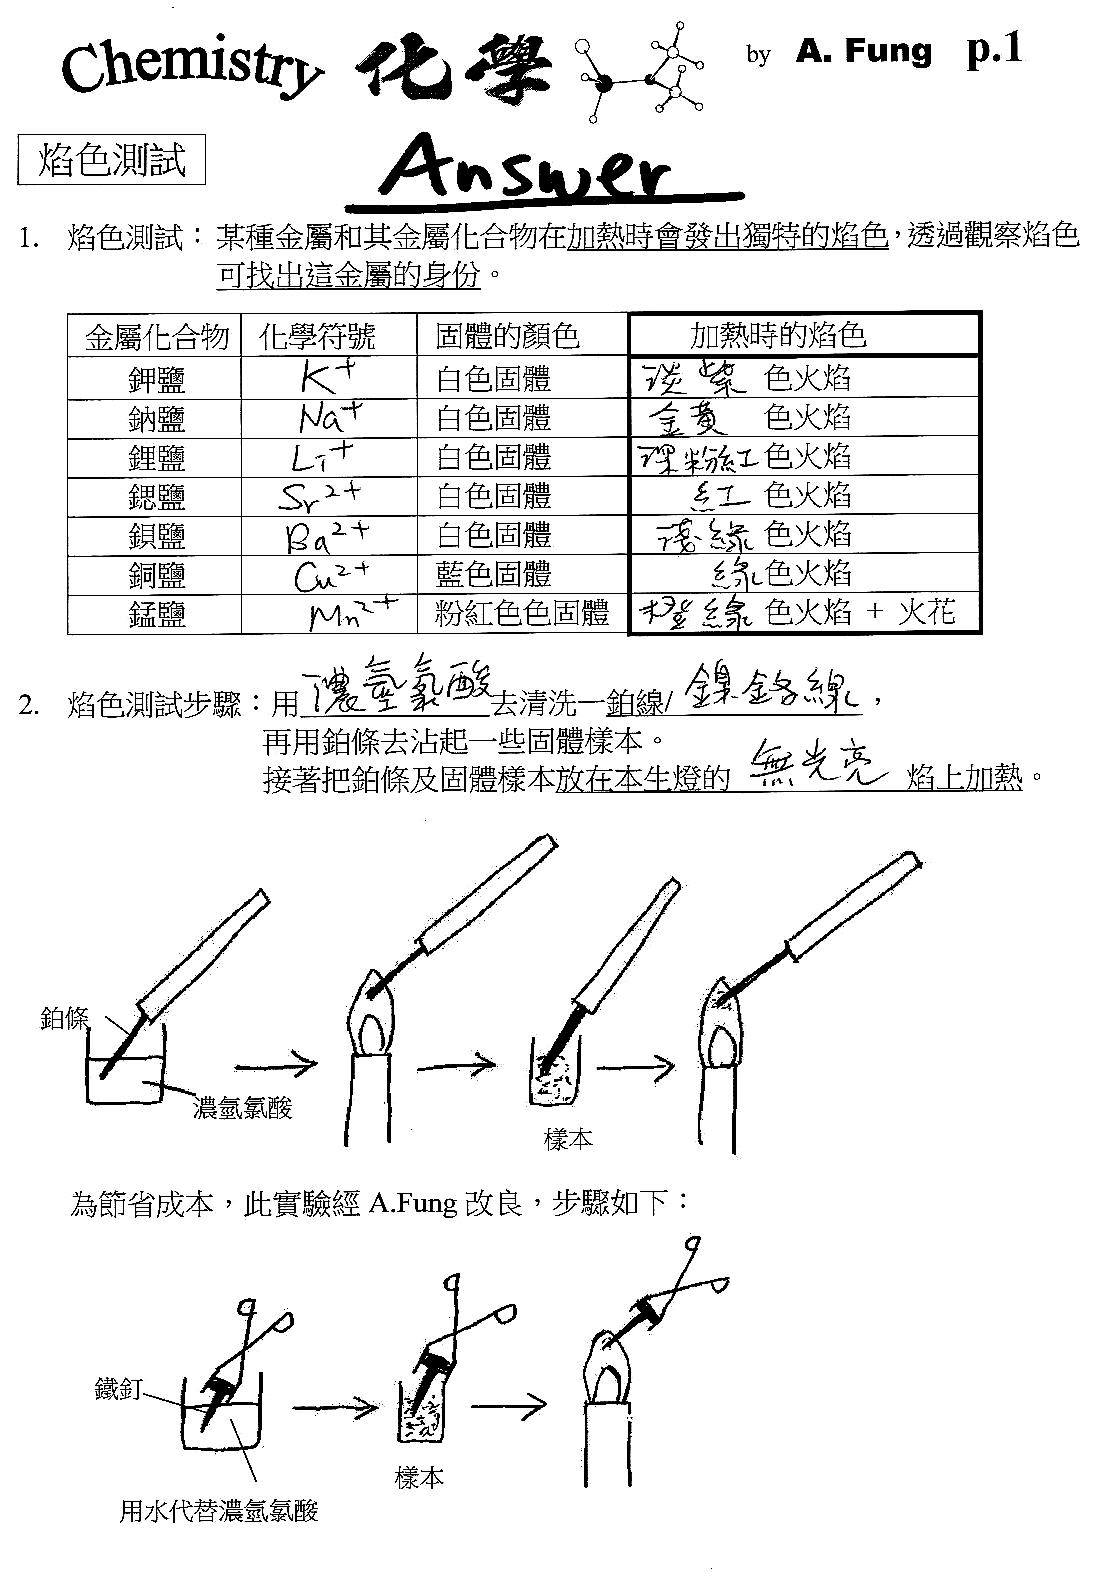 Chemistry 化學 by A. Fung p.1
焰色測試
Answer
1. 焰色測試：某種金屬和其金屬化合物在加熱時會發出獨特的焰色，透過觀察焰色
可找出這金屬的身份。
金屬化合物 化學符號 固體的顏色 加熱時的焰色
鉀鹽 K+ 白色固體 淡紫 色火焰
鈉鹽 Na+ 白色固體 金黃 色火焰
鋰鹽 Li+ 白色固體 深粉紅 色火焰
鍶鹽 Sr2+ 白色固體 紅 色火焰
鋇鹽 Ba2+ 白色固體 淺綠 色火焰
銅鹽 Cu2+ 藍色固體 綠 色火焰
錳鹽 Mn2+ 粉紅色色固體 橙綠 色火焰 + 火花
2. 焰色測試步驟：用 濃氫氯酸 去清洗一鉑線/ 鎳鉻線，
再用鉑條去沾起一些固體樣本。
接著把鉑條及固體樣本放在本生燈的 無光亮 焰上加熱。
鉑條
濃氫氯酸
樣本
為節省成本，此實驗經 A.Fung 改良，步驟如下：
鐵釘
樣本
用水代替濃氫氯酸